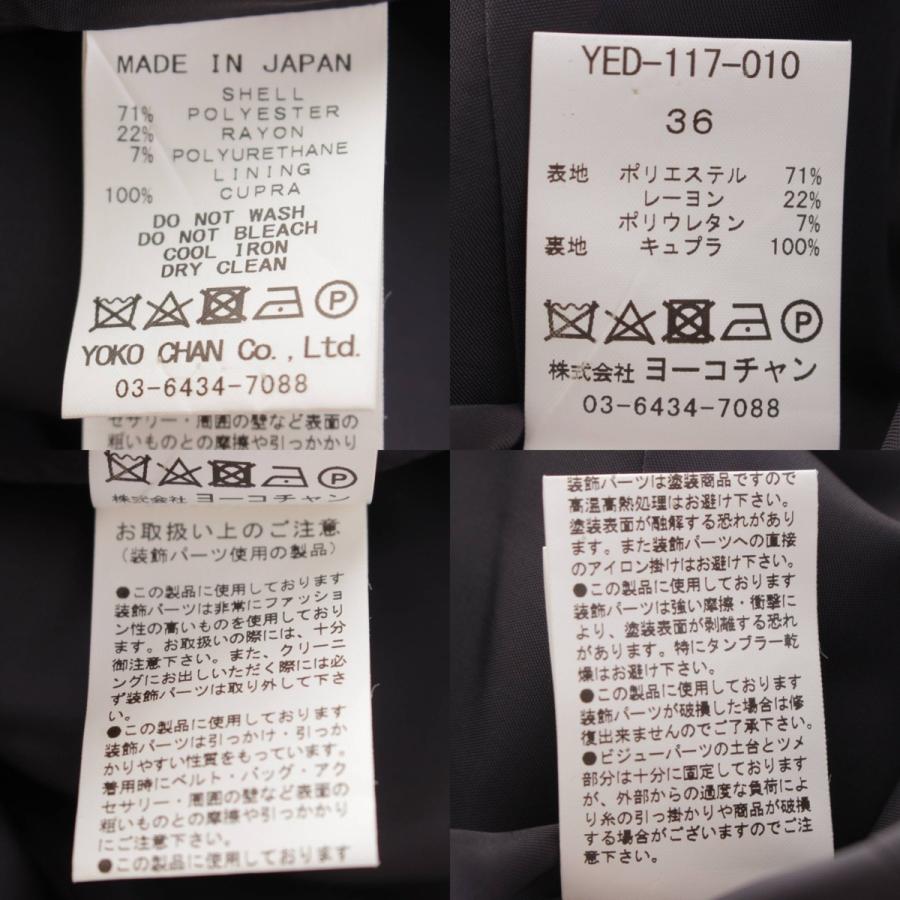 MADE IN JAPAN
SHELL
71% POLYESTER
22% RAYON
7% POLYURETHANE
LINING
100% CUPRA
DO NOT WASH
DO NOT BLEACH
COOL IRON
DRY CLEAN
P
YOKO CHAN Co.,Ltd.
03-6434-7088
セサリー・周囲の壁など表面の
粗いものとの摩擦や引っかかり
YED-117-010
36
表地 ポリエステル 71%
レーヨン 22%
ポリウレタン 7%
裏地 キュプラ 100%
P
株式会社 ヨーコチャン
03-6434-7088
P
株式会社 ヨーコチャン
お取扱い上のご注意
(装飾パーツ使用の製品)
●この製品に使用しております
装飾パーツは非常にファッショ
ン性の高いものを使用しており
ます。お取扱いの際には、十分
御注意下さい。また、クリーニ
ングにお出しいただく際には必
ず装飾パーツは取り外して下さ
い。
●この製品に使用しております
装飾パーツは引っかけ・引っか
かりやすい性質をもっています。
着用時にベルト・バッグ・アク
セサリー・周囲の壁など表面の
粗いものとの摩擦や引っかかり
にご注意下さい。
●この製品に使用しております
装飾パーツは塗装商品ですので
高温高熱処理はお避け下さい。
塗装表面が融解する恐れがあり
ます。また装飾パーツへの直接
のアイロン掛けはお避け下さい。
●この製品に使用しております
装飾パーツは強い摩擦・衝撃に
より、塗装表面が剥離する恐れ
があります。特にタンブラー乾
燥はお避け下さい。
●この製品に使用しております
装飾パーツが破損した場合は修
復出来ませんのでご了承下さい。
●ビジューパーツの土台とツメ
部分は十分に固定しております
が、外部からの過度な負荷によ
り糸の引っ掛かりや商品が破損
する場合がございますのでご注
意下さい。